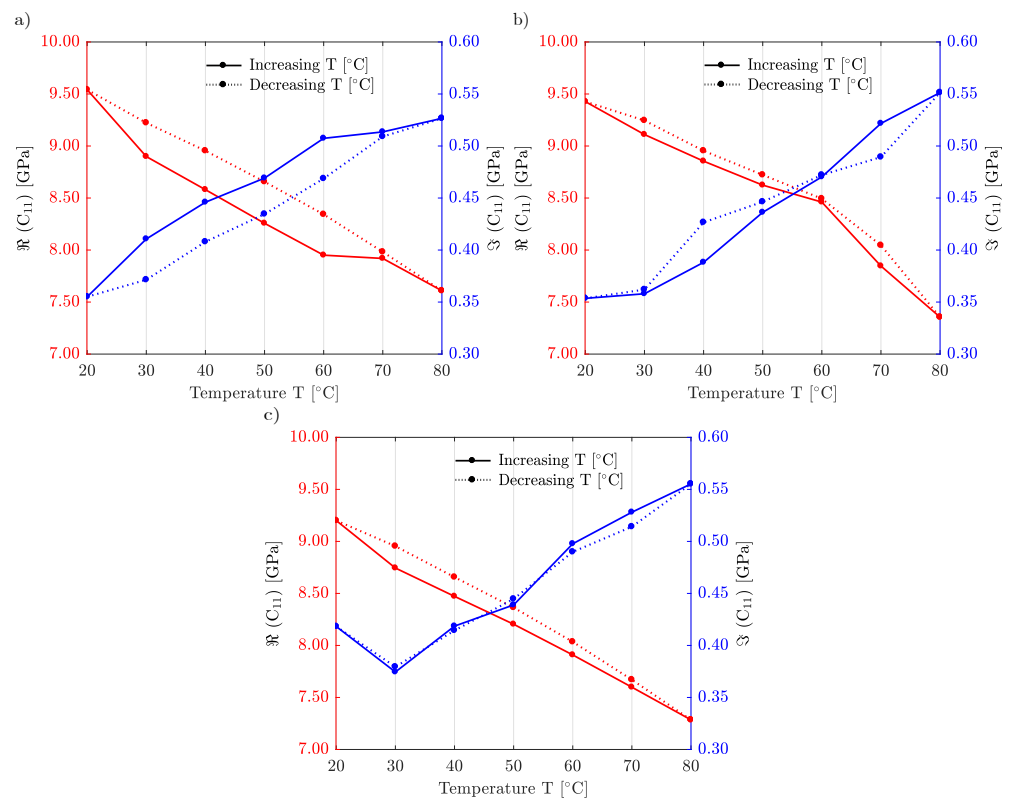 a)
10.00
9.50
9.00
8.50
8.00
7.50
7.00
ℜ (C₁₁) [GPa]
Increasing T [°C]
Decreasing T [°C]
0.60
0.55
0.50
0.45
0.40
0.35
0.30
ℑ (C₁₁) [GPa]
20 30 40 50 60 70 80
Temperature T [°C]
b)
10.00
9.50
9.00
8.50
8.00
7.50
7.00
ℜ (C₁₁) [GPa]
Increasing T [°C]
Decreasing T [°C]
0.60
0.55
0.50
0.45
0.40
0.35
0.30
ℑ (C₁₁) [GPa]
20 30 40 50 60 70 80
Temperature T [°C]
c)
10.00
9.50
9.00
8.50
8.00
7.50
7.00
ℜ (C₁₁) [GPa]
Increasing T [°C]
Decreasing T [°C]
0.60
0.55
0.50
0.45
0.40
0.35
0.30
ℑ (C₁₁) [GPa]
20 30 40 50 60 70 80
Temperature T [°C]